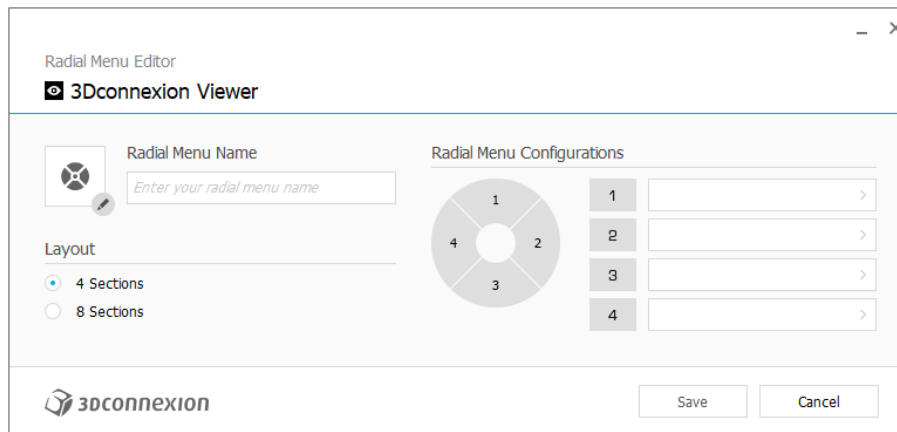 Radial Menu Editor
3Dconnexion Viewer
Radial Menu Name
Enter your radial menu name
Layout
4 Sections
8 Sections
Radial Menu Configurations
1
4
2
3
1
2
3
4
3DCONNEXION
Save
Cancel